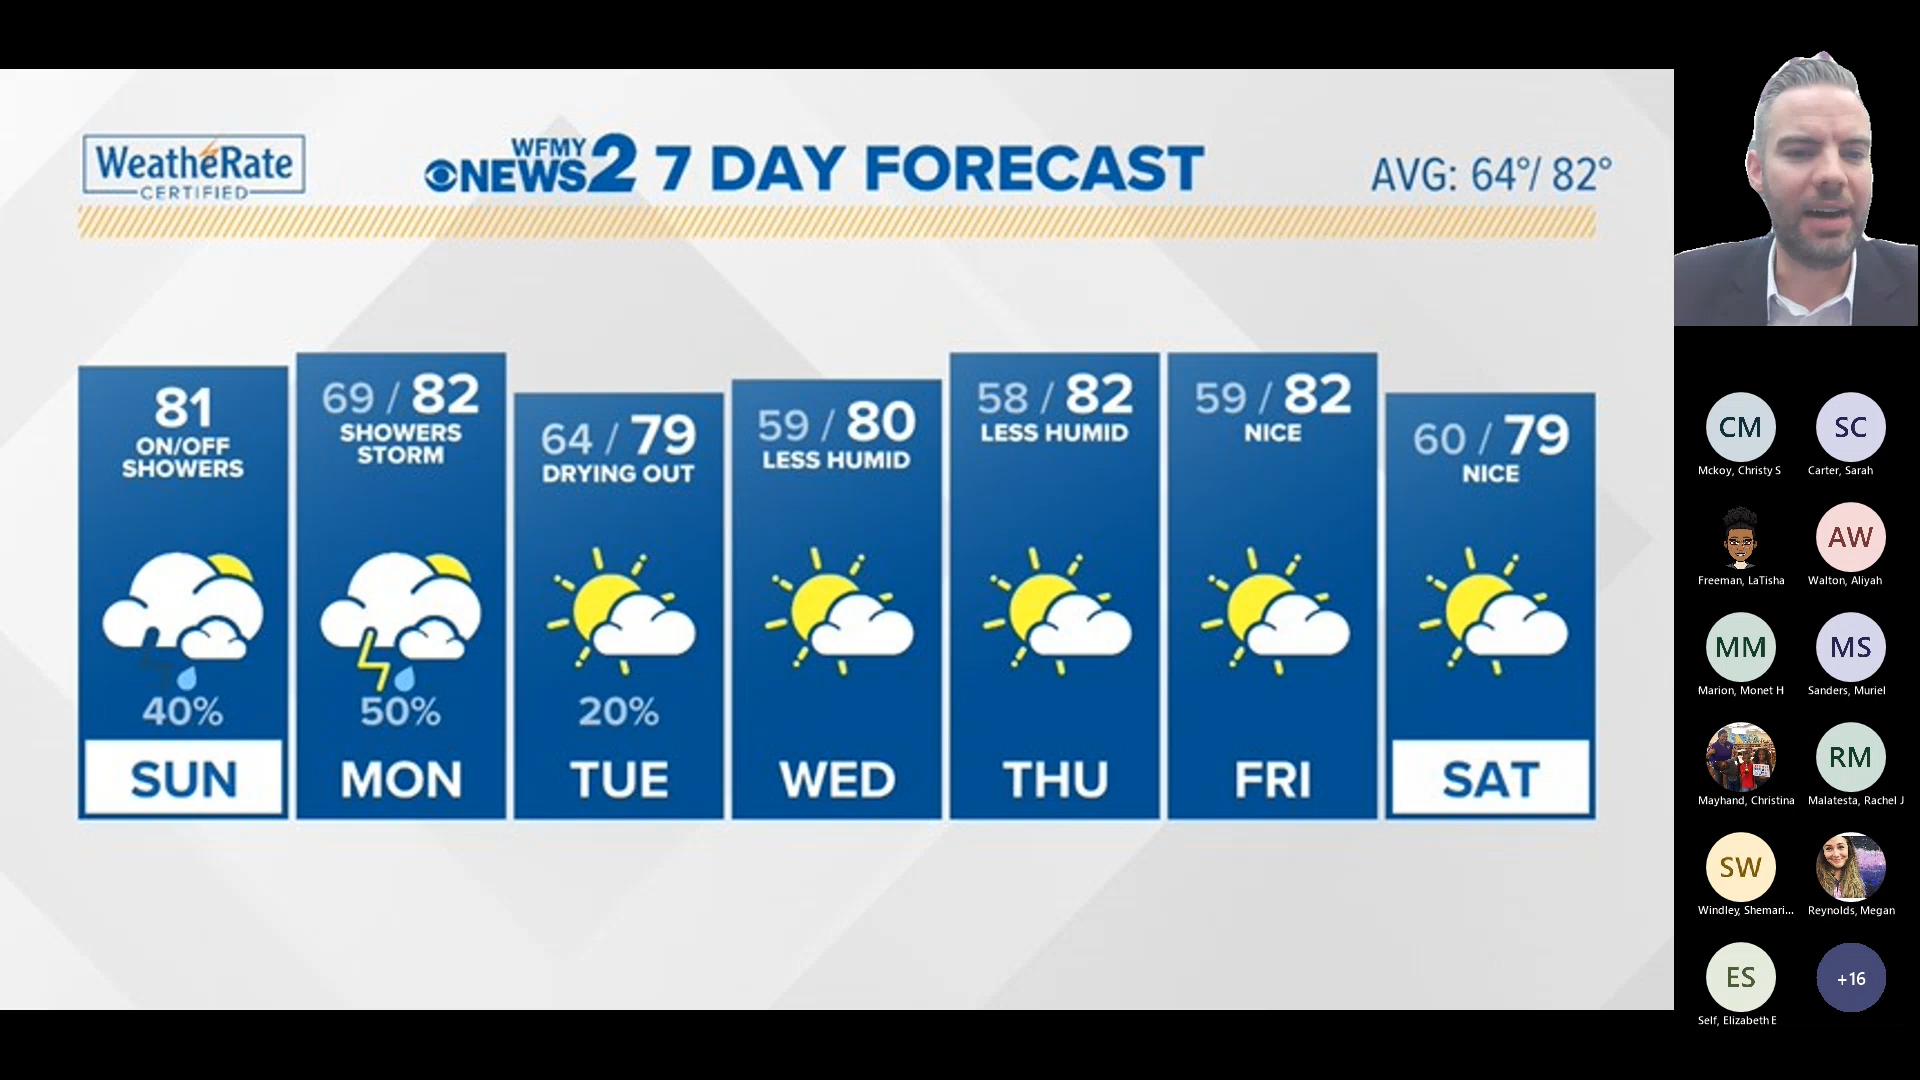 WeatheRate
CERTIFIED
WFMY
NEWS 2
7 DAY FORECAST
AVG: 64°/ 82°
81
ON/OFF
SHOWERS
40%
SUN
69 / 82
SHOWERS
STORM
50%
MON
64 / 79
DRYING OUT
20%
TUE
59 / 80
LESS HUMID
WED
58 / 82
LESS HUMID
THU
59 / 82
NICE
FRI
60 / 79
NICE
SAT
CM
Mckoy, Christy S
SC
Carter, Sarah
Freeman, LaTisha
AW
Walton, Aliyah
MM
Marion, Monet H
MS
Sanders, Muriel
Mayhand, Christina
RM
Malatesta, Rachel J
SW
Windley, Shemari...
Reynolds, Megan
ES
Self, Elizabeth E
+16